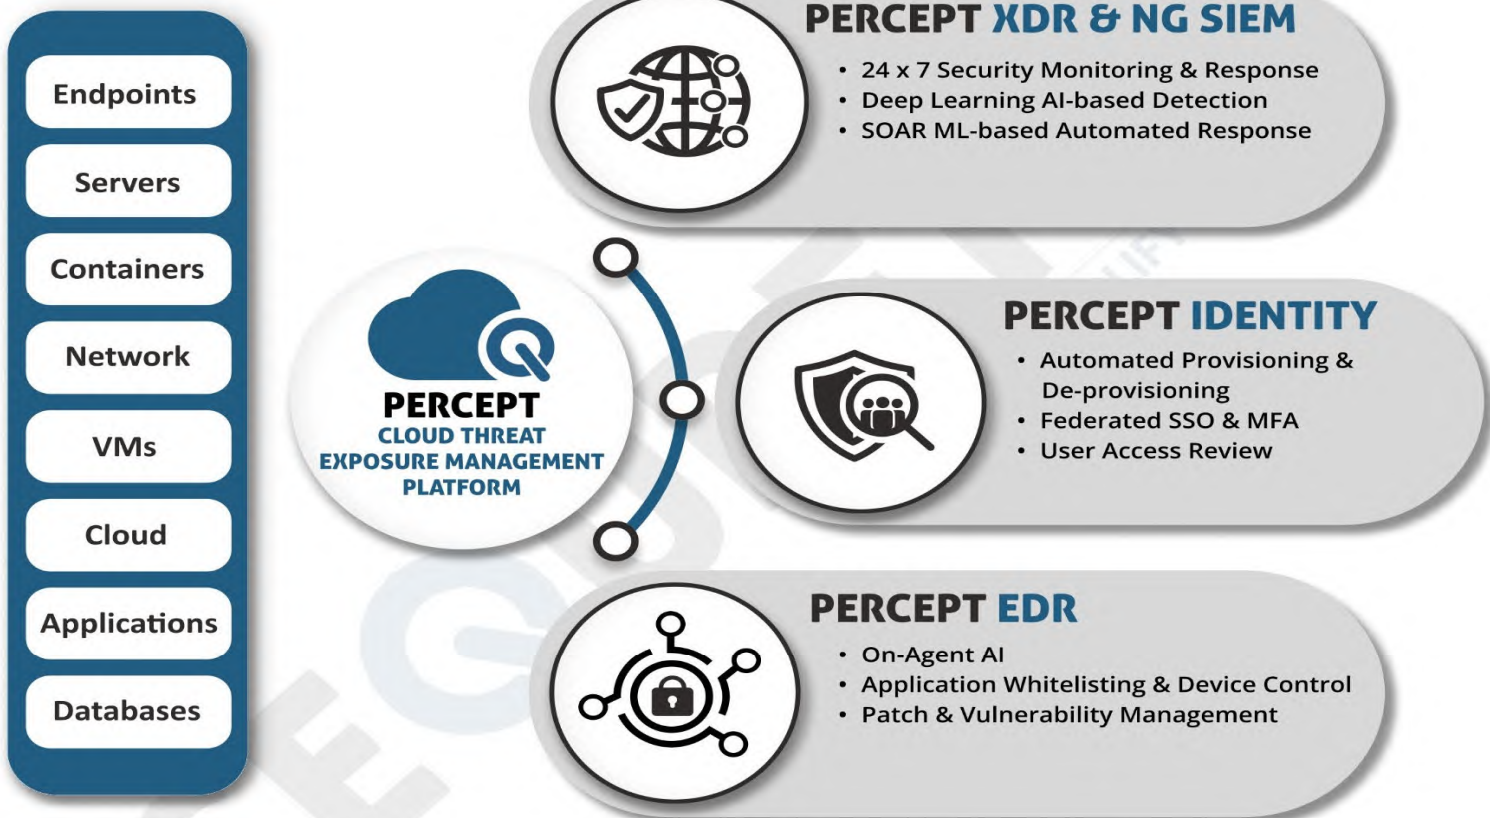 Endpoints
Servers
Containers
Network
VMs
Cloud
Applications
Databases
PERCEPT
CLOUD THREAT
EXPOSURE MANAGEMENT
PLATFORM
PERCEPT XDR & NG SIEM
• 24 x 7 Security Monitoring & Response
• Deep Learning AI-based Detection
• SOAR ML-based Automated Response
PERCEPT IDENTITY
• Automated Provisioning &
De-provisioning
• Federated SSO & MFA
• User Access Review
PERCEPT EDR
• On-Agent AI
• Application Whitelisting & Device Control
• Patch & Vulnerability Management